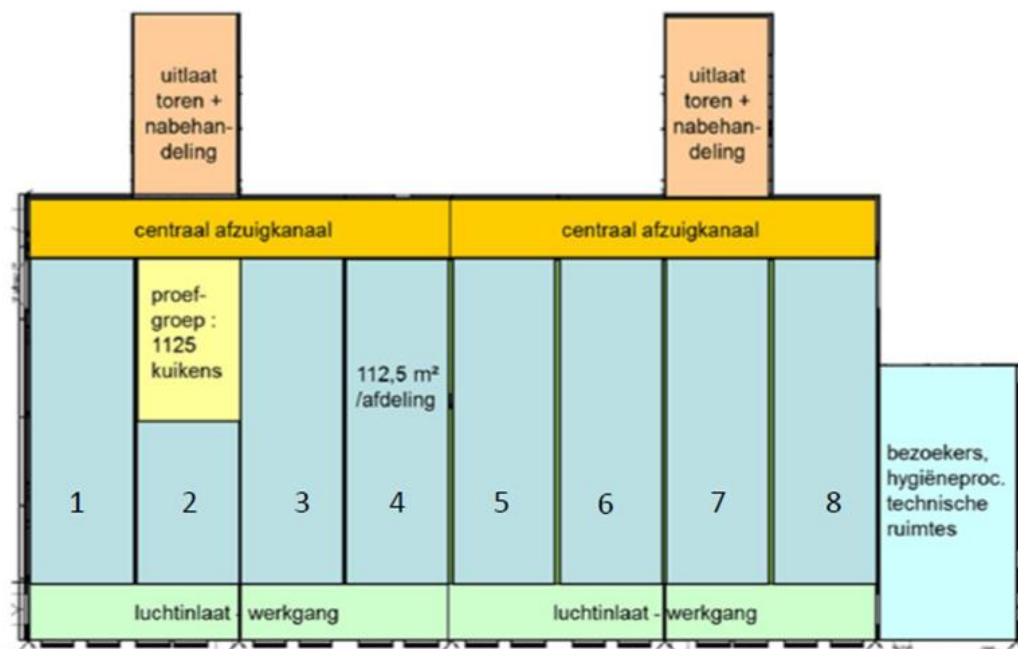 uitlaat
toren +
nabehan-
deling
uitlaat
toren +
nabehan-
deling
centraal afzuigkanaal
centraal afzuigkanaal
proef-
groep :
1125
kuikens
112,5 m²
/afdeling
bezoekers,
hygiëneproc.
technische
ruimtes
1
2
3
4
5
6
7
8
luchtinlaat - werkgang
luchtinlaat - werkgang